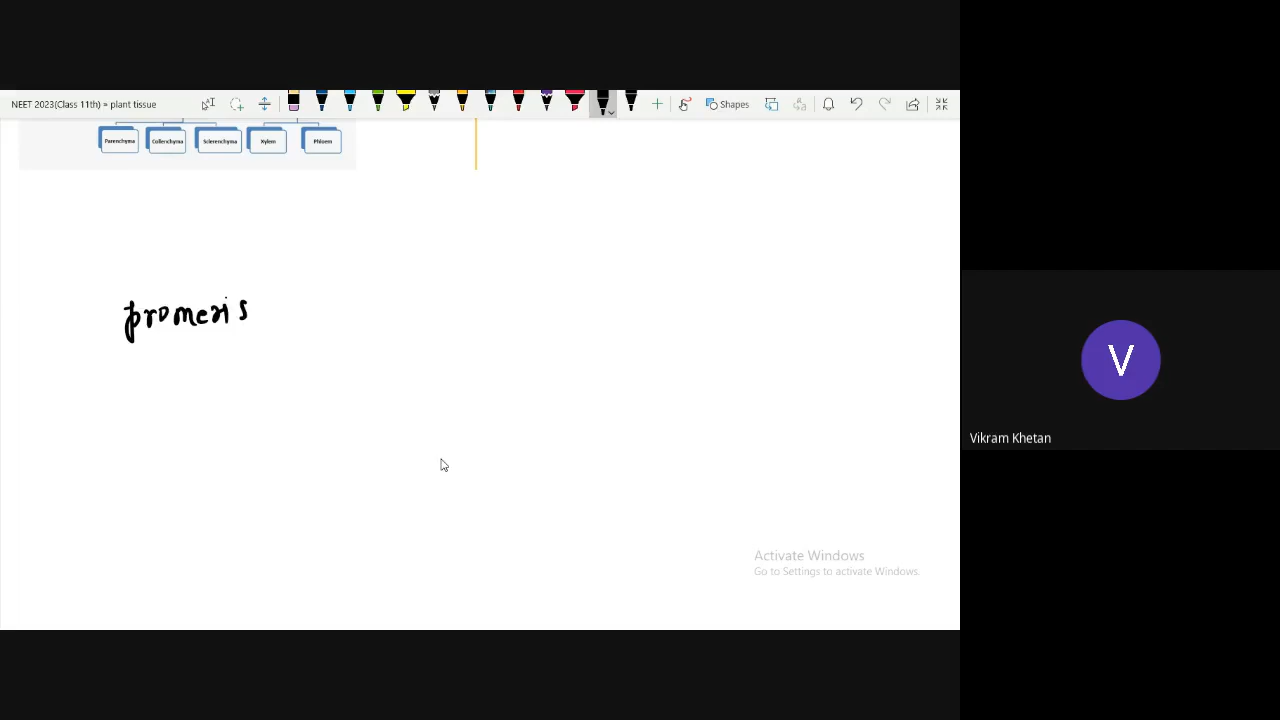 NEET 2023(Class 11th) » plant tissue
Shapes
Parenchyma Collenchyma Sclerenchyma Xylem Phloem
promeris
V
Vikram Khetan
Activate Windows
Go to Settings to activate Windows.